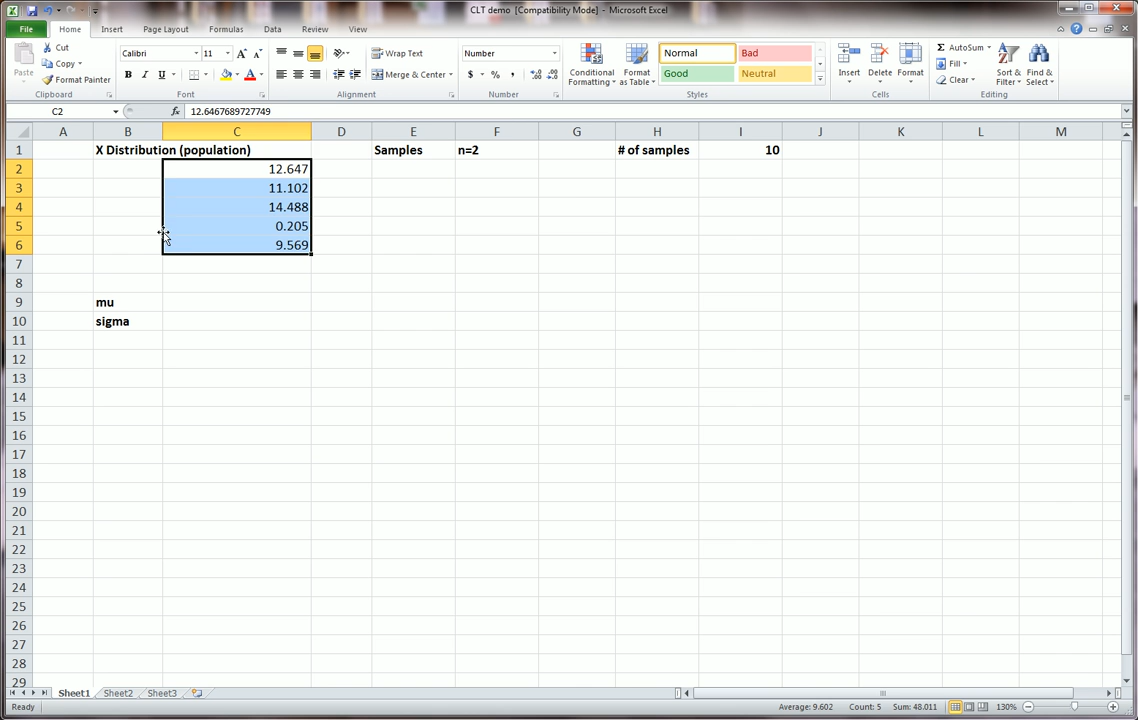 CLT demo [Compatibility Mode] - Microsoft Excel
File Home Insert Page Layout Formulas Data Review View
Paste Cut Copy Format Painter Clipboard
Calibri 11 B I U A A A Font
Wrap Text Merge & Center Alignment
Number $ % , Number
Conditional Formatting Format as Table Normal Bad Good Neutral Styles
Insert Delete Format Cells
AutoSum Fill Clear Sort & Filter Find & Select Editing
C2 fx 12.6467689727749
A B C D E F G H I J K L M
1 X Distribution (population) Samples n=2 # of samples 10
2 12.647
3 11.102
4 14.488
5 0.205
6 9.569
7
8
9 mu
10 sigma
11
12
13
14
15
16
17
18
19
20
21
22
23
24
25
26
27
28
29
Sheet1 Sheet2 Sheet3
Ready Average: 9.602 Count: 5 Sum: 48.011 130%